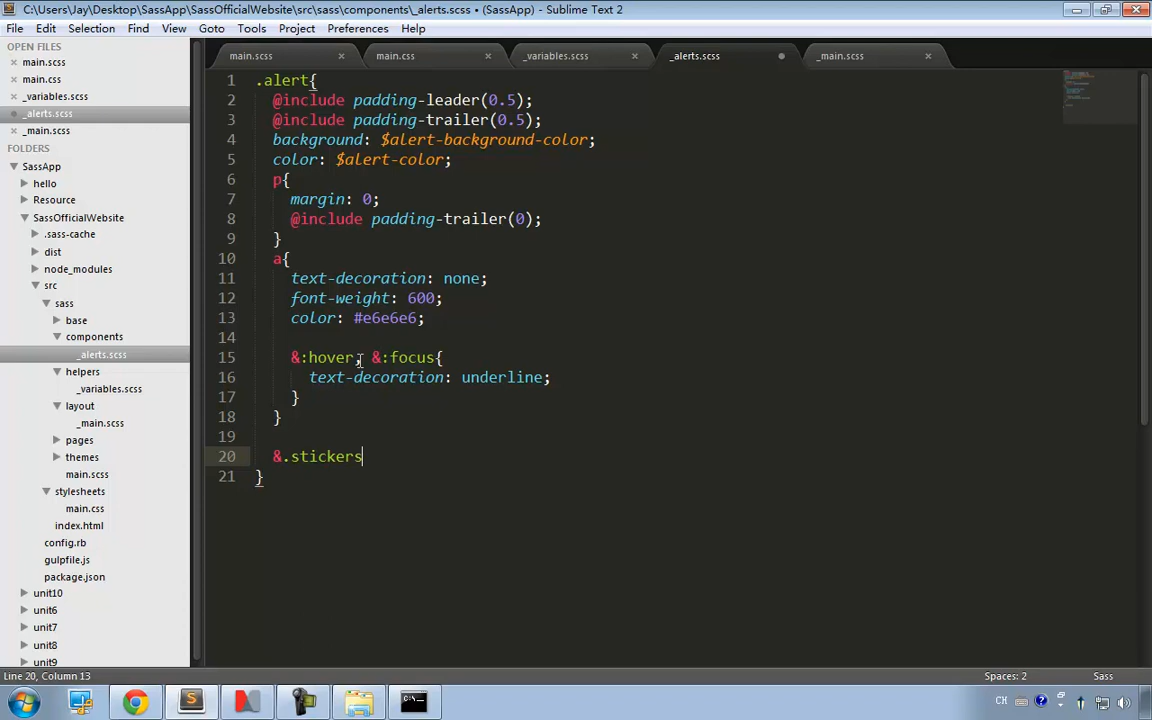 C:\Users\Jay\Desktop\SassApp\SassOfficialWebsite\src\sass\components\_alerts.scss • (SassApp) - Sublime Text 2
File Edit Selection Find View Goto Tools Project Preferences Help
OPEN FILES
main.scss
main.css
_variables.scss
_alerts.scss
_main.scss
FOLDERS
SassApp
hello
Resource
SassOfficialWebsite
.sass-cache
dist
node_modules
src
sass
base
components
_alerts.scss
helpers
_variables.scss
layout
_main.scss
pages
themes
main.scss
stylesheets
main.css
index.html
config.rb
gulpfile.js
package.json
unit10
unit6
unit7
unit8
unit9
main.scss main.css _variables.scss _alerts.scss _main.scss
1 .alert{
2 @include padding-leader(0.5);
3 @include padding-trailer(0.5);
4 background: $alert-background-color;
5 color: $alert-color;
6 p{
7 margin: 0;
8 @include padding-trailer(0);
9 }
10 a{
11 text-decoration: none;
12 font-weight: 600;
13 color: #e6e6e6;
14
15 &:hover, &:focus{
16 text-decoration: underline;
17 }
18 }
19
20 &.stickers
21 }
Line 20, Column 13 Spaces: 2 Sass
CH